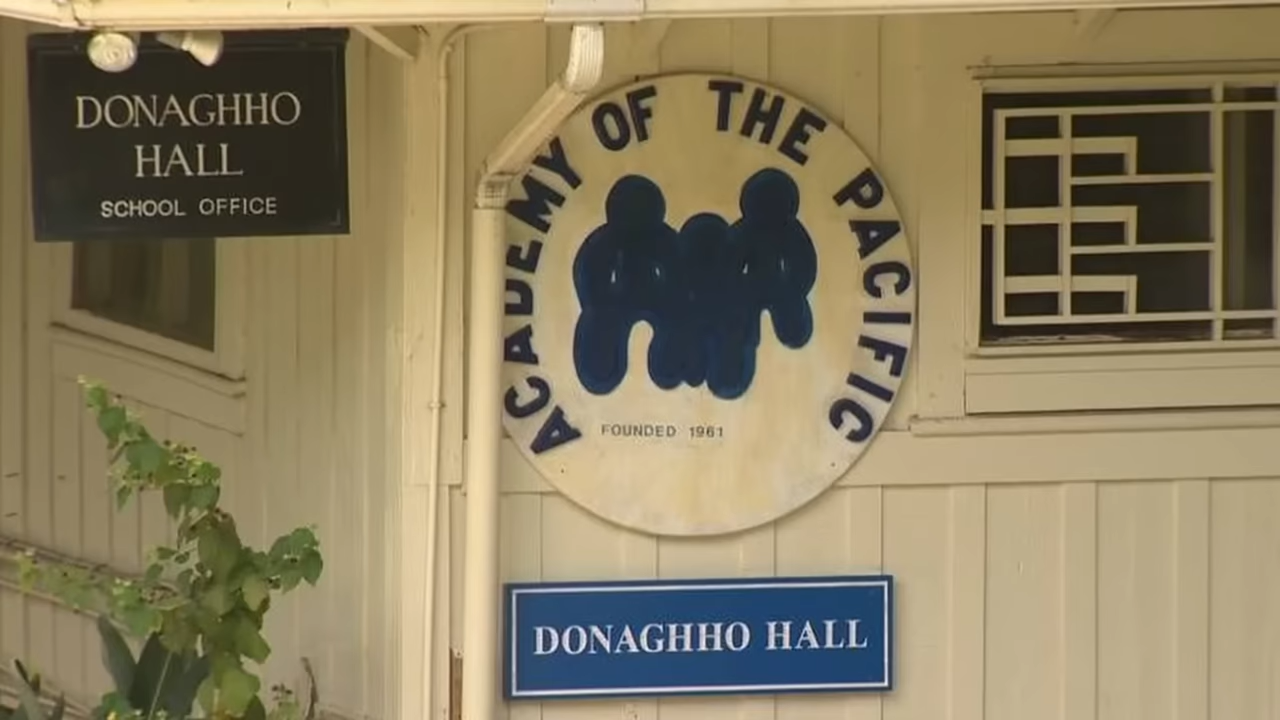 DONAGHHO
HALL
SCHOOL OFFICE
ACADEMY OF THE PACIFIC
FOUNDED 1961
DONAGHHO HALL